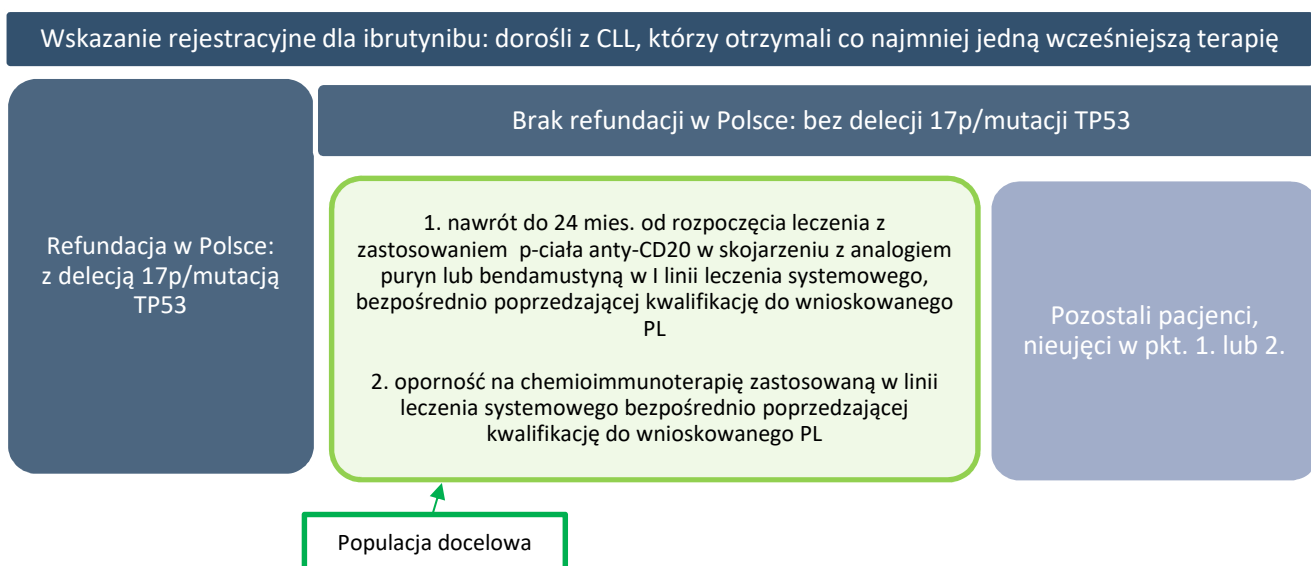 Wskazanie rejestracyjne dla ibrutynibu: dorośli z CLL, którzy otrzymali co najmniej jedną wcześniejszą terapię
Brak refundacji w Polsce: bez delecji 17p/mutacji TP53
Refundacja w Polsce:
z delecją 17p/mutacją
TP53
1. nawrót do 24 mies. od rozpoczęcia leczenia z
zastosowaniem p-ciała anty-CD20 w skojarzeniu z analogiem
puryn lub bendamustyną w I linii leczenia systemowego,
bezpośrednio poprzedzającej kwalifikację do wnioskowanego
PL
2. oporność na chemioimmunoterapię zastosowaną w linii
leczenia systemowego bezpośrednio poprzedzającej
kwalifikację do wnioskowanego PL
Pozostali pacjenci,
nieujęci w pkt. 1. lub 2.
Populacja docelowa